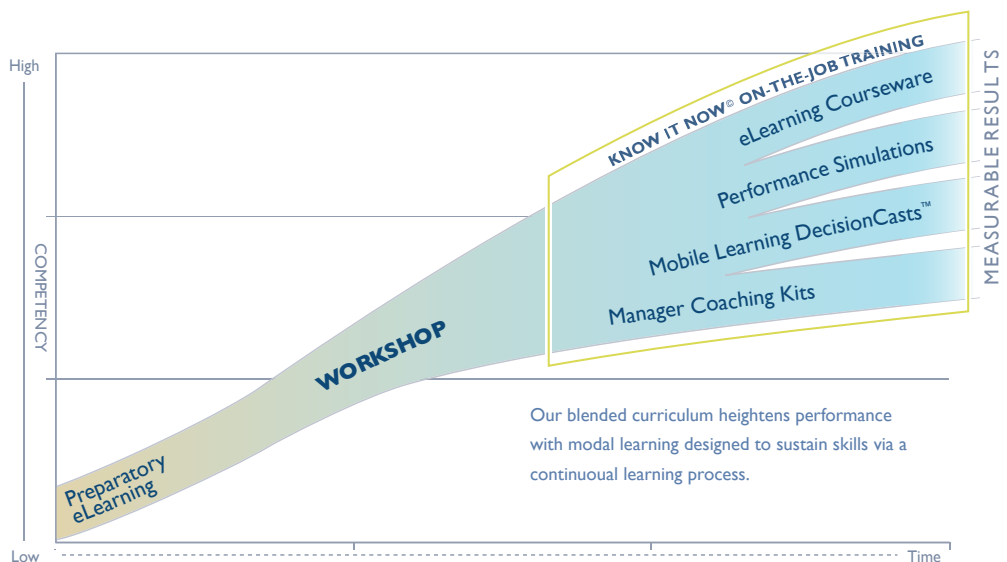 High
COMPETENCY
Low
Preparatory
eLearning
WORKSHOP
KNOW IT NOW© ON-THE-JOB TRAINING
eLearning Courseware
Performance Simulations
Mobile Learning DecisionCasts™
Manager Coaching Kits
MEASURABLE RESULTS
Our blended curriculum heightens performance
with modal learning designed to sustain skills via a
continuoual learning process.
Time